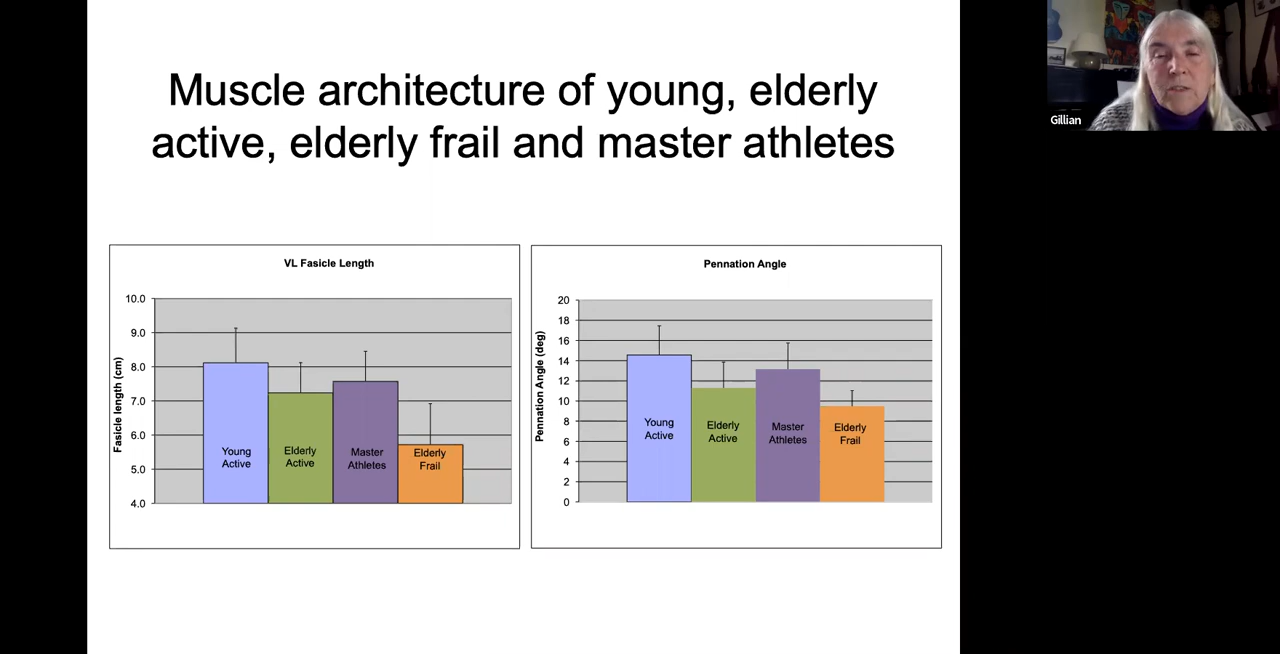 Muscle architecture of young, elderly
active, elderly frail and master athletes
Gillian
VL Fasicle Length
Fasicle length (cm)
10.0
9.0
8.0
7.0
6.0
5.0
4.0
Young
Active
Elderly
Active
Master
Athletes
Elderly
Frail
Pennation Angle
Pennation Angle (deg)
20
18
16
14
12
10
8
6
4
2
0
Young
Active
Elderly
Active
Master
Athletes
Elderly
Frail